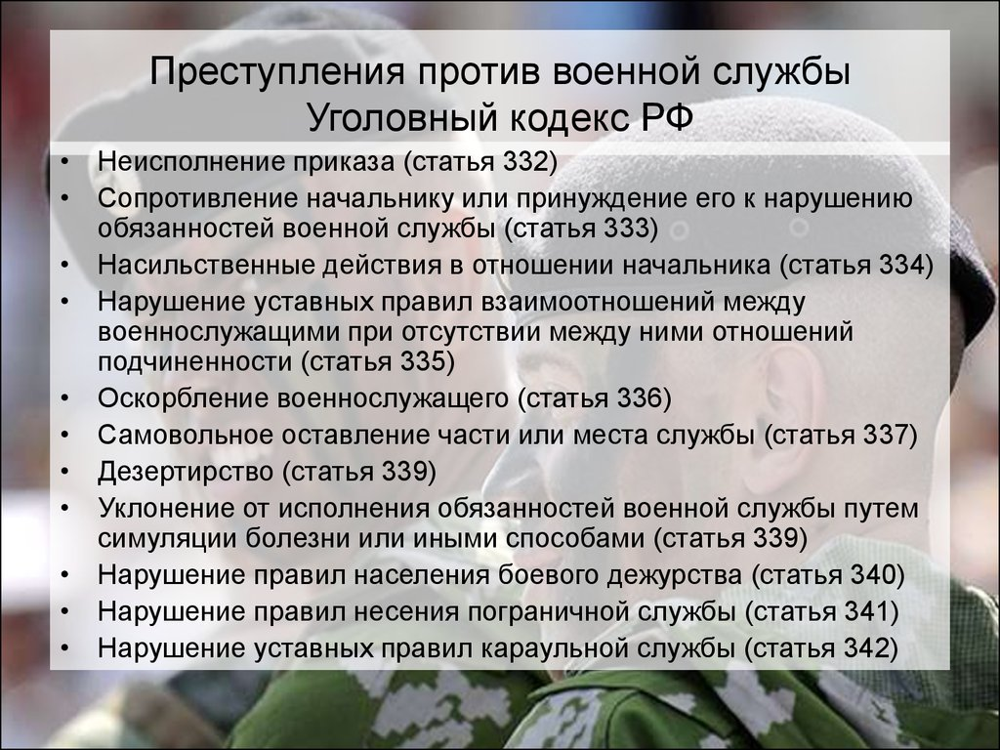 Преступления против военной службы
Уголовный кодекс РФ
• Неисполнение приказа (статья 332)
• Сопротивление начальнику или принуждение его к нарушению
обязанностей военной службы (статья 333)
• Насильственные действия в отношении начальника (статья 334)
• Нарушение уставных правил взаимоотношений между
военнослужащими при отсутствии между ними отношений
подчиненности (статья 335)
• Оскорбление военнослужащего (статья 336)
• Самовольное оставление части или места службы (статья 337)
• Дезертирство (статья 339)
• Уклонение от исполнения обязанностей военной службы путем
симуляции болезни или иными способами (статья 339)
• Нарушение правил населения боевого дежурства (статья 340)
• Нарушение правил несения пограничной службы (статья 341)
• Нарушение уставных правил караульной службы (статья 342)